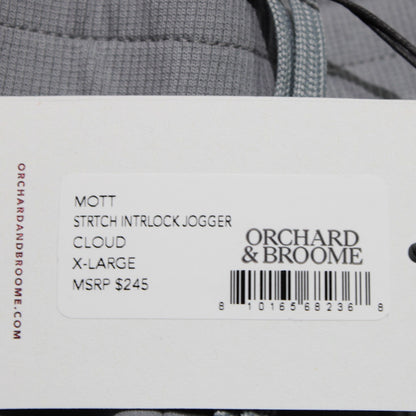 ORCHARDANDBROOME.COM
MOTT
STRTCH INTRLOCK JOGGER
CLOUD
X-LARGE
MSRP $245
ORCHARD
& BROOME
8 10165 68236 8